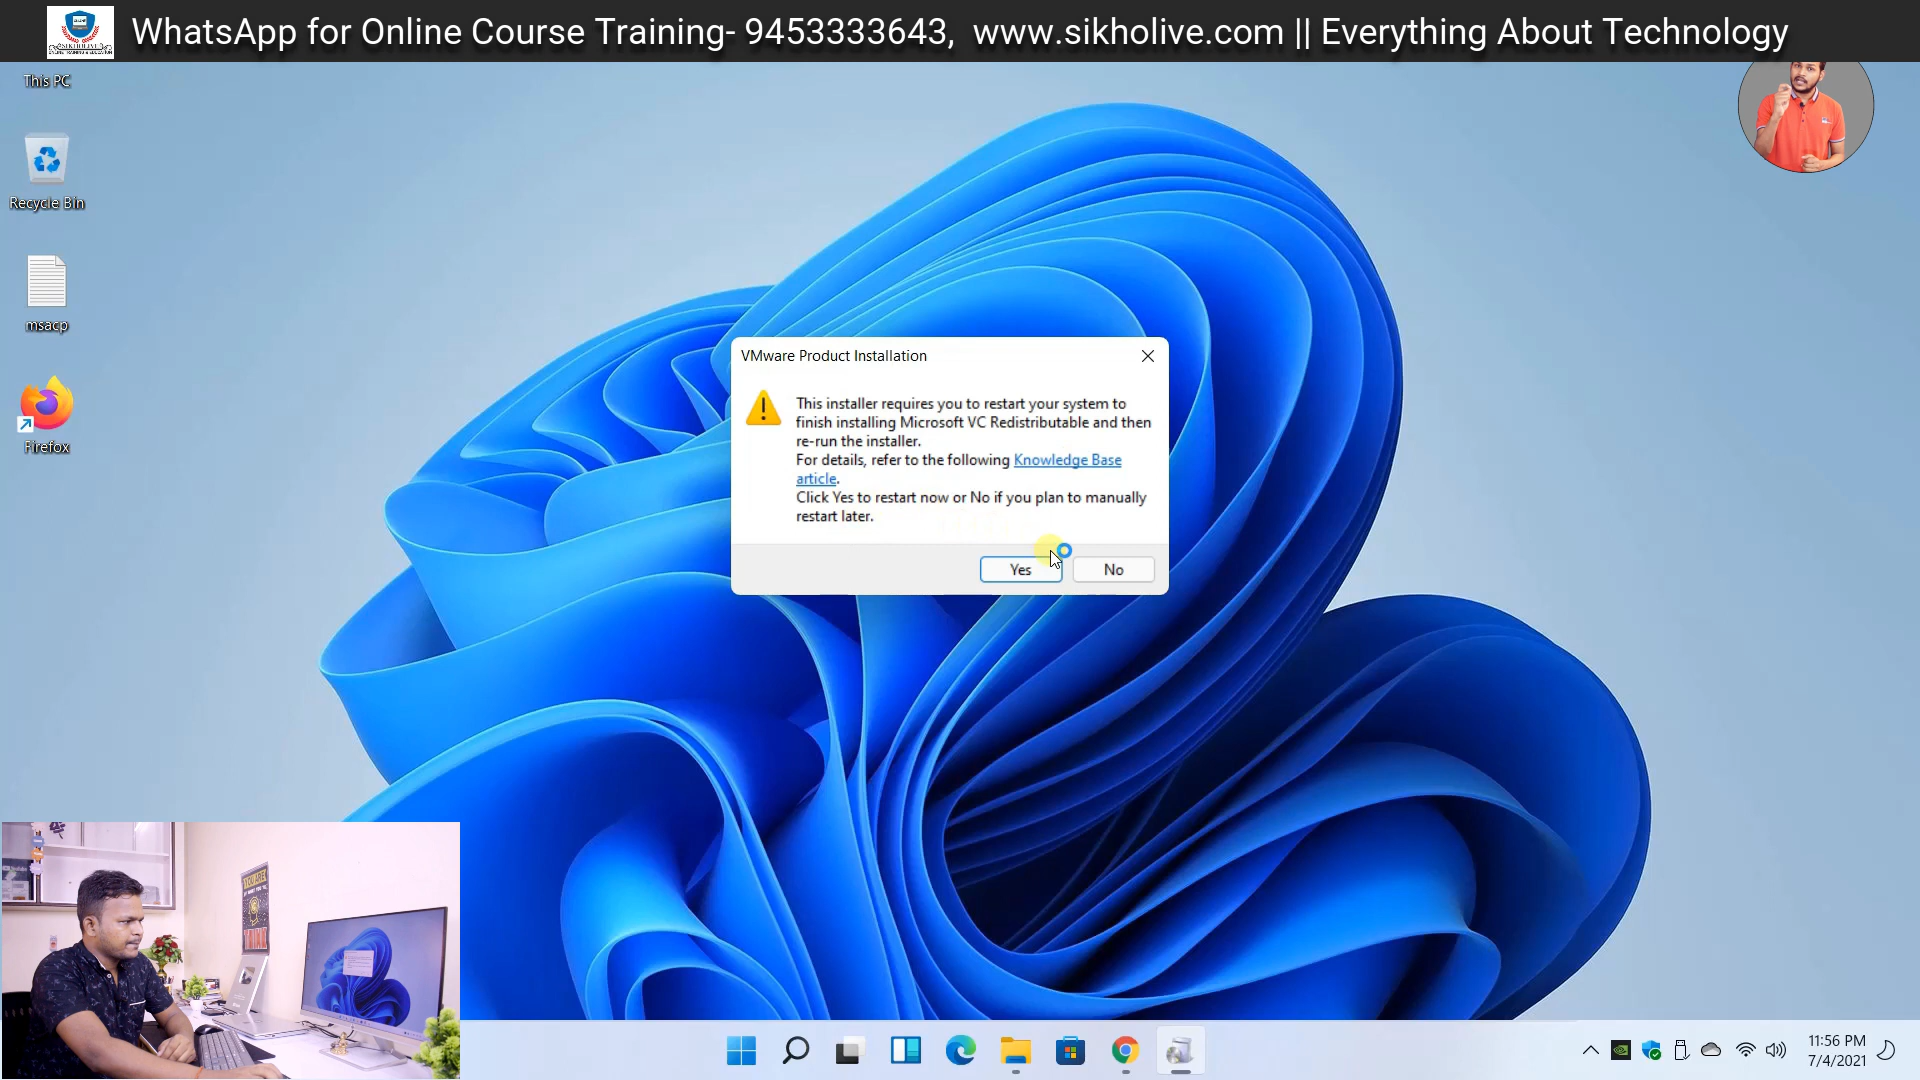 WhatsApp for Online Course Training- 9453333643, www.sikholive.com || Everything About Technology
This PC
Recycle Bin
msacp
Firefox
VMware Product Installation
This installer requires you to restart your system to
finish installing Microsoft VC Redistributable and then
re-run the installer.
For details, refer to the following Knowledge Base
article.
Click Yes to restart now or No if you plan to manually
restart later.
Yes
No
11:56 PM
7/4/2021